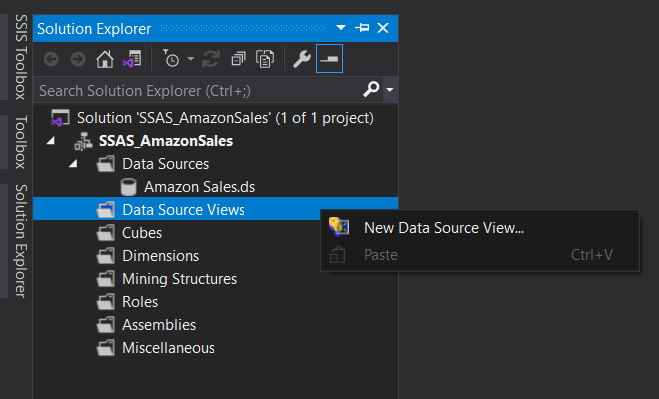 SSIS Toolbox
Toolbox
Solution Explorer
Solution Explorer
Search Solution Explorer (Ctrl+;)
Solution 'SSAS_AmazonSales' (1 of 1 project)
SSAS_AmazonSales
Data Sources
Amazon Sales.ds
Data Source Views
New Data Source View...
Cubes
Paste Ctrl+V
Dimensions
Mining Structures
Roles
Assemblies
Miscellaneous